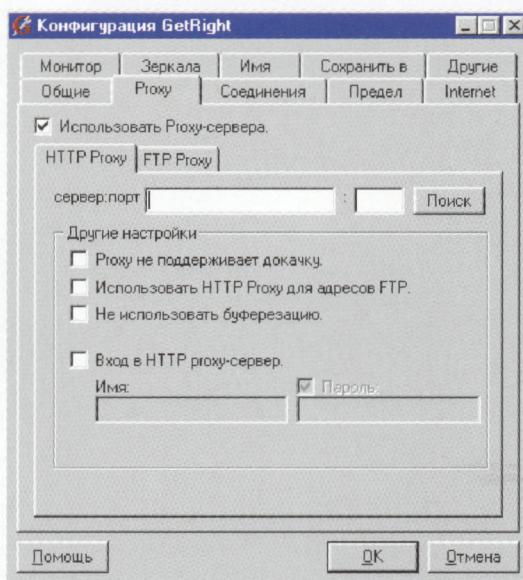 Конфигурация GetRight
Монитор Зеркала Имя Сохранить в Другие
Общие Proxy Соединения Предел Internet
Использовать Proxy-сервера.
HTTP Proxy FTP Proxy
сервер:порт : Поиск
Другие настройки
Proxy не поддерживает докачку.
Использовать HTTP Proxy для адресов FTP.
Не использовать буферезацию.
Вход в HTTP proxy-сервер.
Имя: Пароль:
Помощь OK Отмена